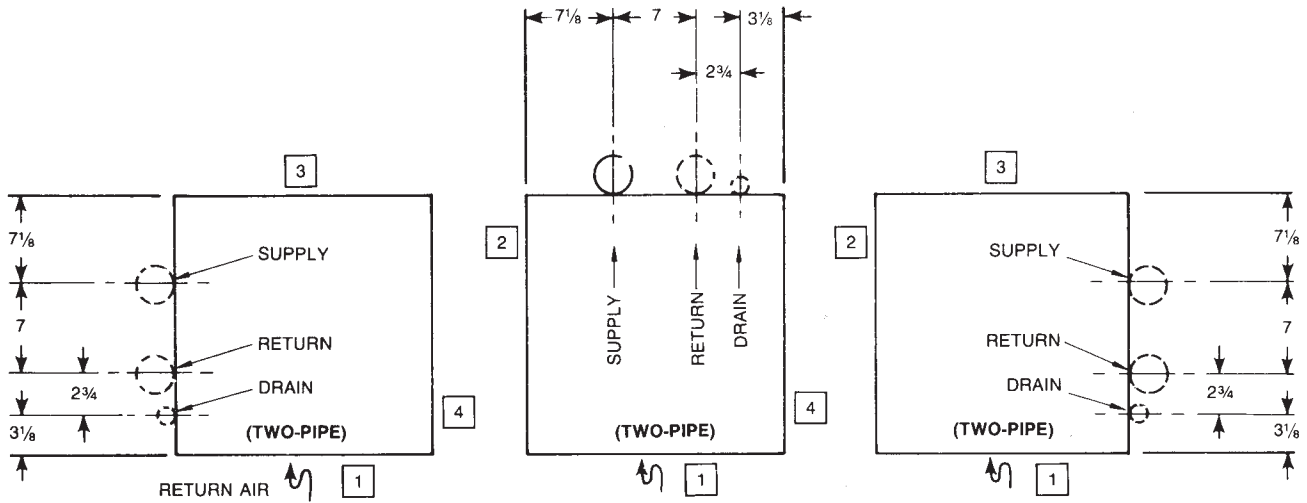 7⅛ 7 3⅛
2¾
3 3
7⅛ 2 2 7⅛
SUPPLY SUPPLY
7 SUPPLY RETURN DRAIN 7
RETURN RETURN
2¾ DRAIN DRAIN 2¾
4 4
3⅛ (TWO-PIPE) (TWO-PIPE) (TWO-PIPE) 3⅛
RETURN AIR 1 1 1